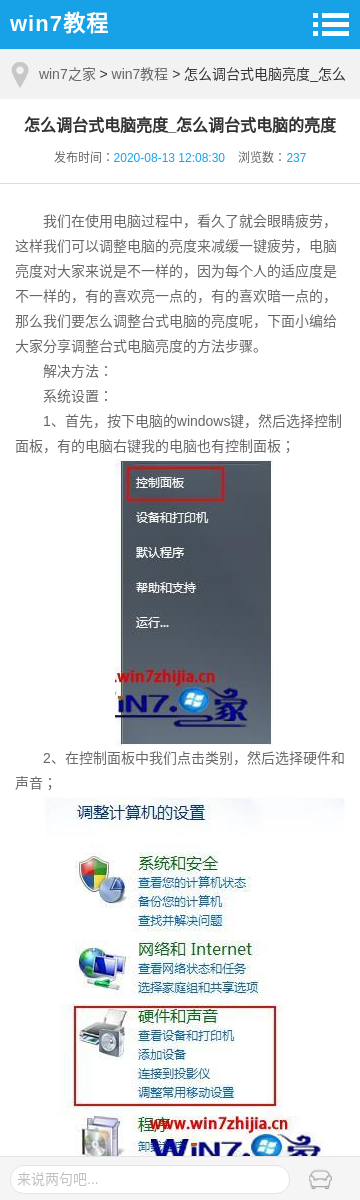 win7教程
win7之家 > win7教程 > 怎么调台式电脑亮度_怎么
怎么调台式电脑亮度_怎么调台式电脑的亮度
发布时间：2020-08-13 12:08:30 浏览数：237
我们在使用电脑过程中，看久了就会眼睛疲劳，
这样我们可以调整电脑的亮度来减缓一键疲劳，电脑
亮度对大家来说是不一样的，因为每个人的适应度是
不一样的，有的喜欢亮一点的，有的喜欢暗一点的，
那么我们要怎么调整台式电脑的亮度呢，下面小编给
大家分享调整台式电脑亮度的方法步骤。
解决方法：
系统设置：
1、首先，按下电脑的windows键，然后选择控制
面板，有的电脑右键我的电脑也有控制面板；
控制面板
设备和打印机
默认程序
帮助和支持
运行...
.win7zhijia.cn
IN7.之家
2、在控制面板中我们点击类别，然后选择硬件和
声音；
调整计算机的设置
系统和安全
查看您的计算机状态
备份您的计算机
查找并解决问题
网络和 Internet
查看网络状态和任务
选择家庭组和共享选项
硬件和声音
查看设备和打印机
添加设备
连接到投影仪
调整常用移动设置
程序
www.win7zhijia.cn
WiN7.
来说两句吧...